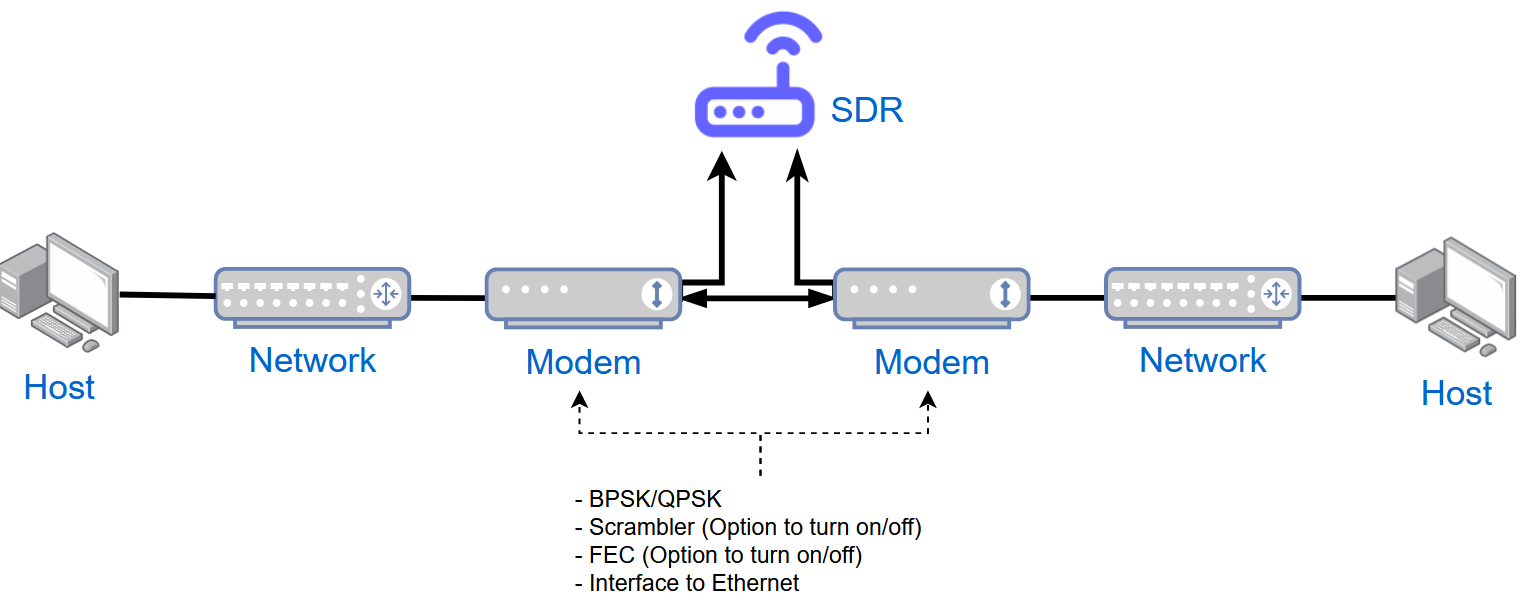 SDR
Host
Network
Modem
Modem
Network
Host
- BPSK/QPSK
- Scrambler (Option to turn on/off)
- FEC (Option to turn on/off)
- Interface to Ethernet